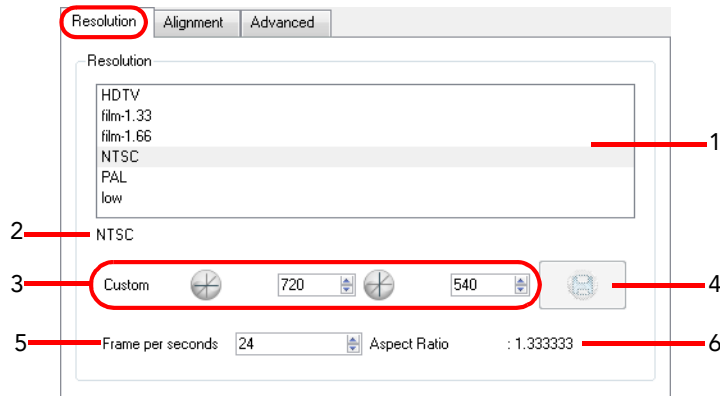 Resolution Alignment Advanced
Resolution
HDTV
film-1.33
film-1.66
NTSC
PAL
low
1
2 NTSC
3 Custom 720 540 4
5 Frame per seconds 24 Aspect Ratio : 1.333333 6